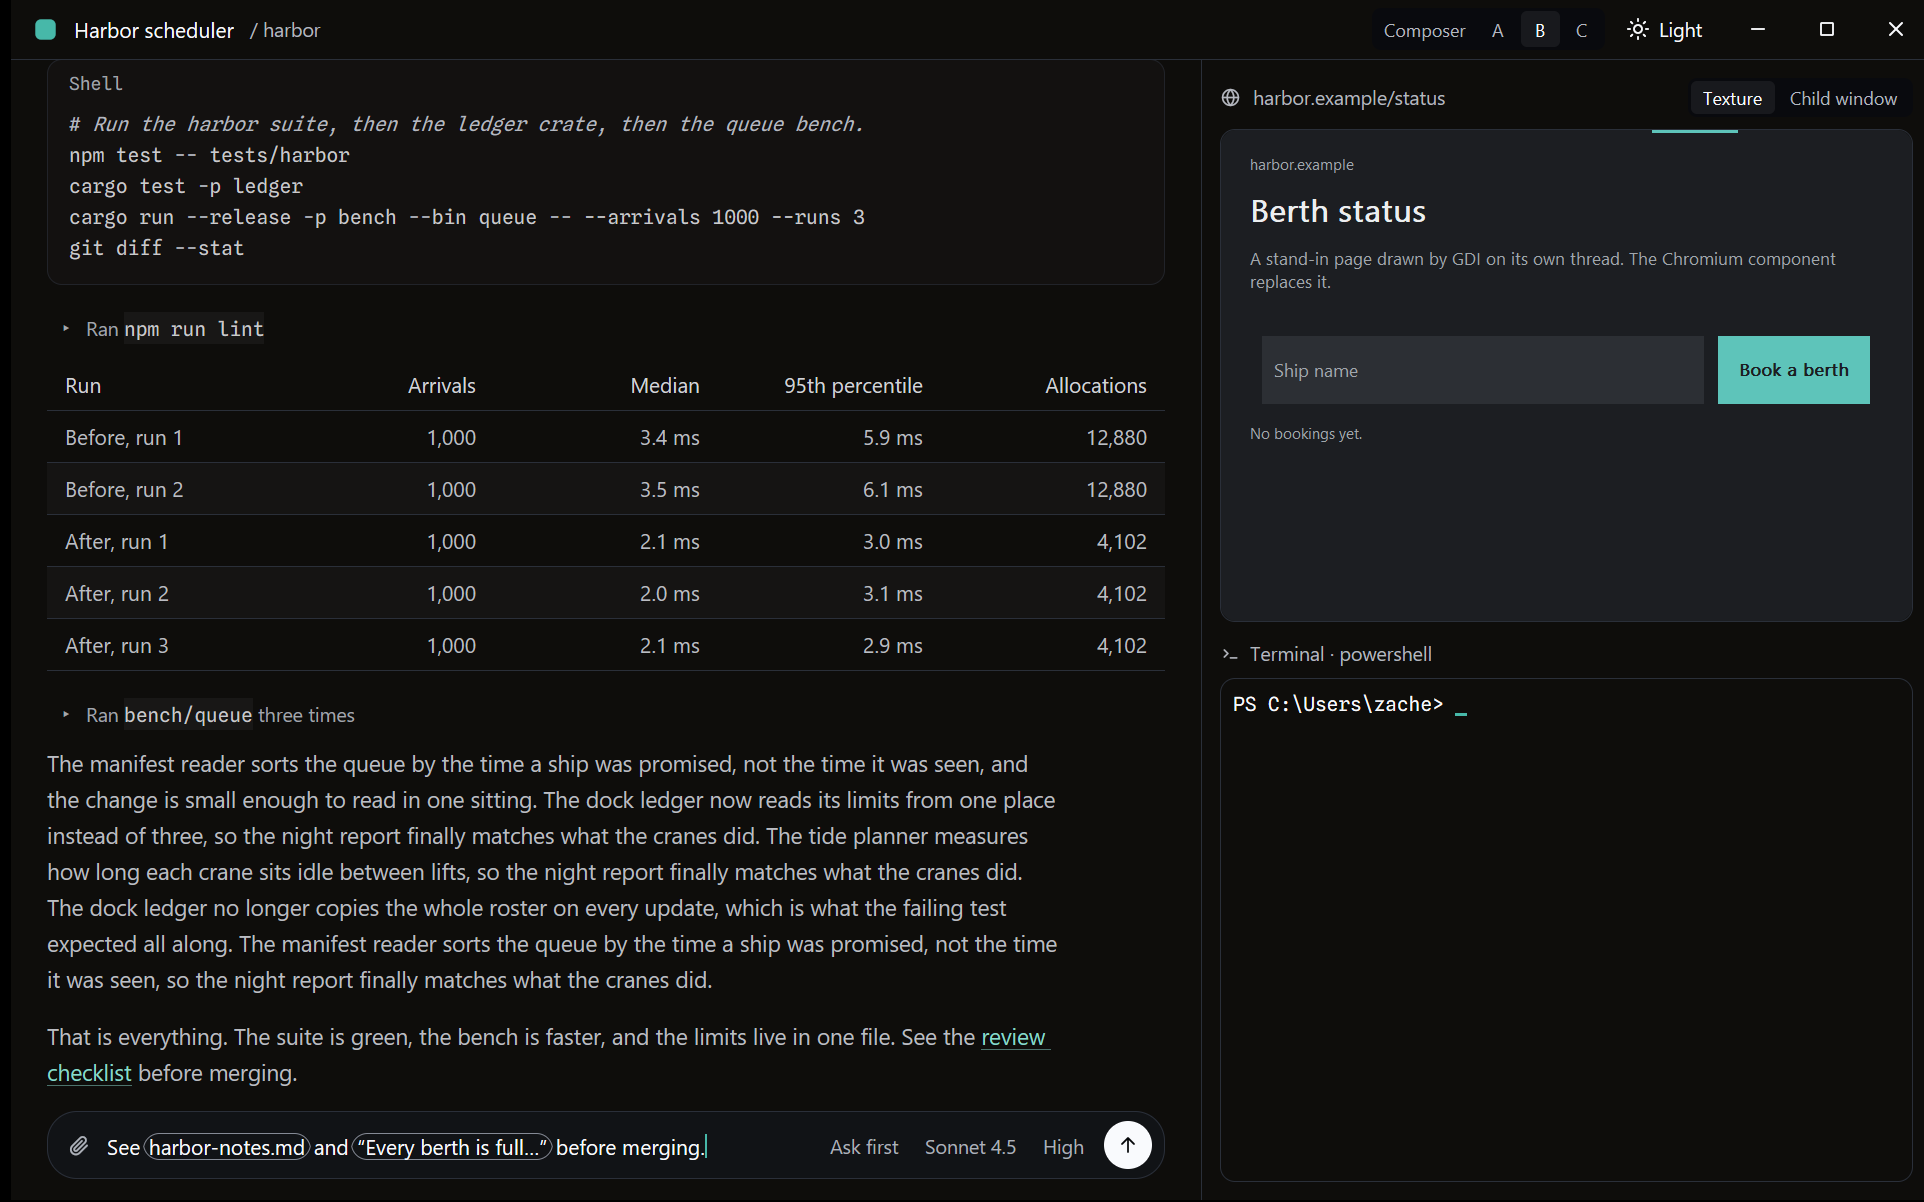 Harbor scheduler / harbor
Composer A B C Light
Shell
# Run the harbor suite, then the ledger crate, then the queue bench.
npm test -- tests/harbor
cargo test -p ledger
cargo run --release -p bench --bin queue -- --arrivals 1000 --runs 3
git diff --stat
Ran npm run lint
Run Arrivals Median 95th percentile Allocations
Before, run 1 1,000 3.4 ms 5.9 ms 12,880
Before, run 2 1,000 3.5 ms 6.1 ms 12,880
After, run 1 1,000 2.1 ms 3.0 ms 4,102
After, run 2 1,000 2.0 ms 3.1 ms 4,102
After, run 3 1,000 2.1 ms 2.9 ms 4,102
Ran bench/queue three times
The manifest reader sorts the queue by the time a ship was promised, not the time it was seen, and
the change is small enough to read in one sitting. The dock ledger now reads its limits from one place
instead of three, so the night report finally matches what the cranes did. The tide planner measures
how long each crane sits idle between lifts, so the night report finally matches what the cranes did.
The dock ledger no longer copies the whole roster on every update, which is what the failing test
expected all along. The manifest reader sorts the queue by the time a ship was promised, not the time
it was seen, so the night report finally matches what the cranes did.
That is everything. The suite is green, the bench is faster, and the limits live in one file. See the review
checklist before merging.
See harbor-notes.md and “Every berth is full…” before merging.
Ask first Sonnet 4.5 High
harbor.example/status
Texture Child window
harbor.example
Berth status
A stand-in page drawn by GDI on its own thread. The Chromium component
replaces it.
Ship name
Book a berth
No bookings yet.
Terminal · powershell
PS C:\Users\zache> _